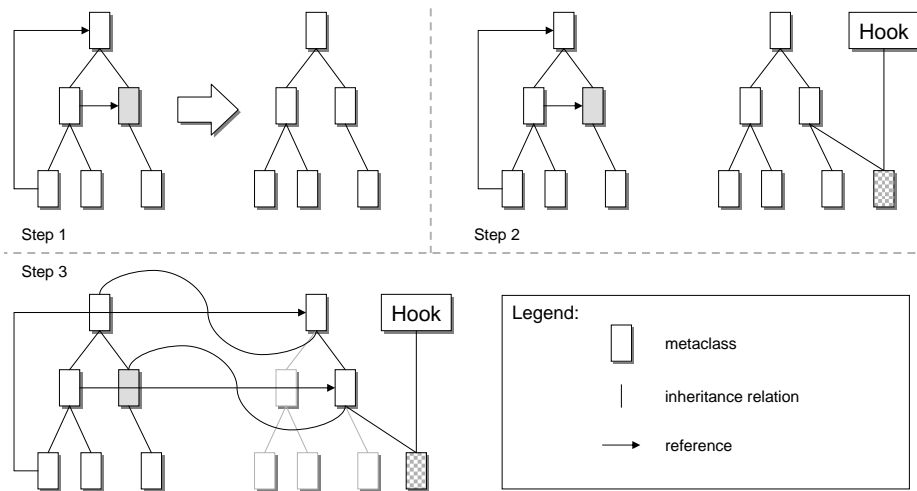 Hook
Step 1
Step 2
Step 3
Hook
Legend:
metaclass
inheritance relation
reference